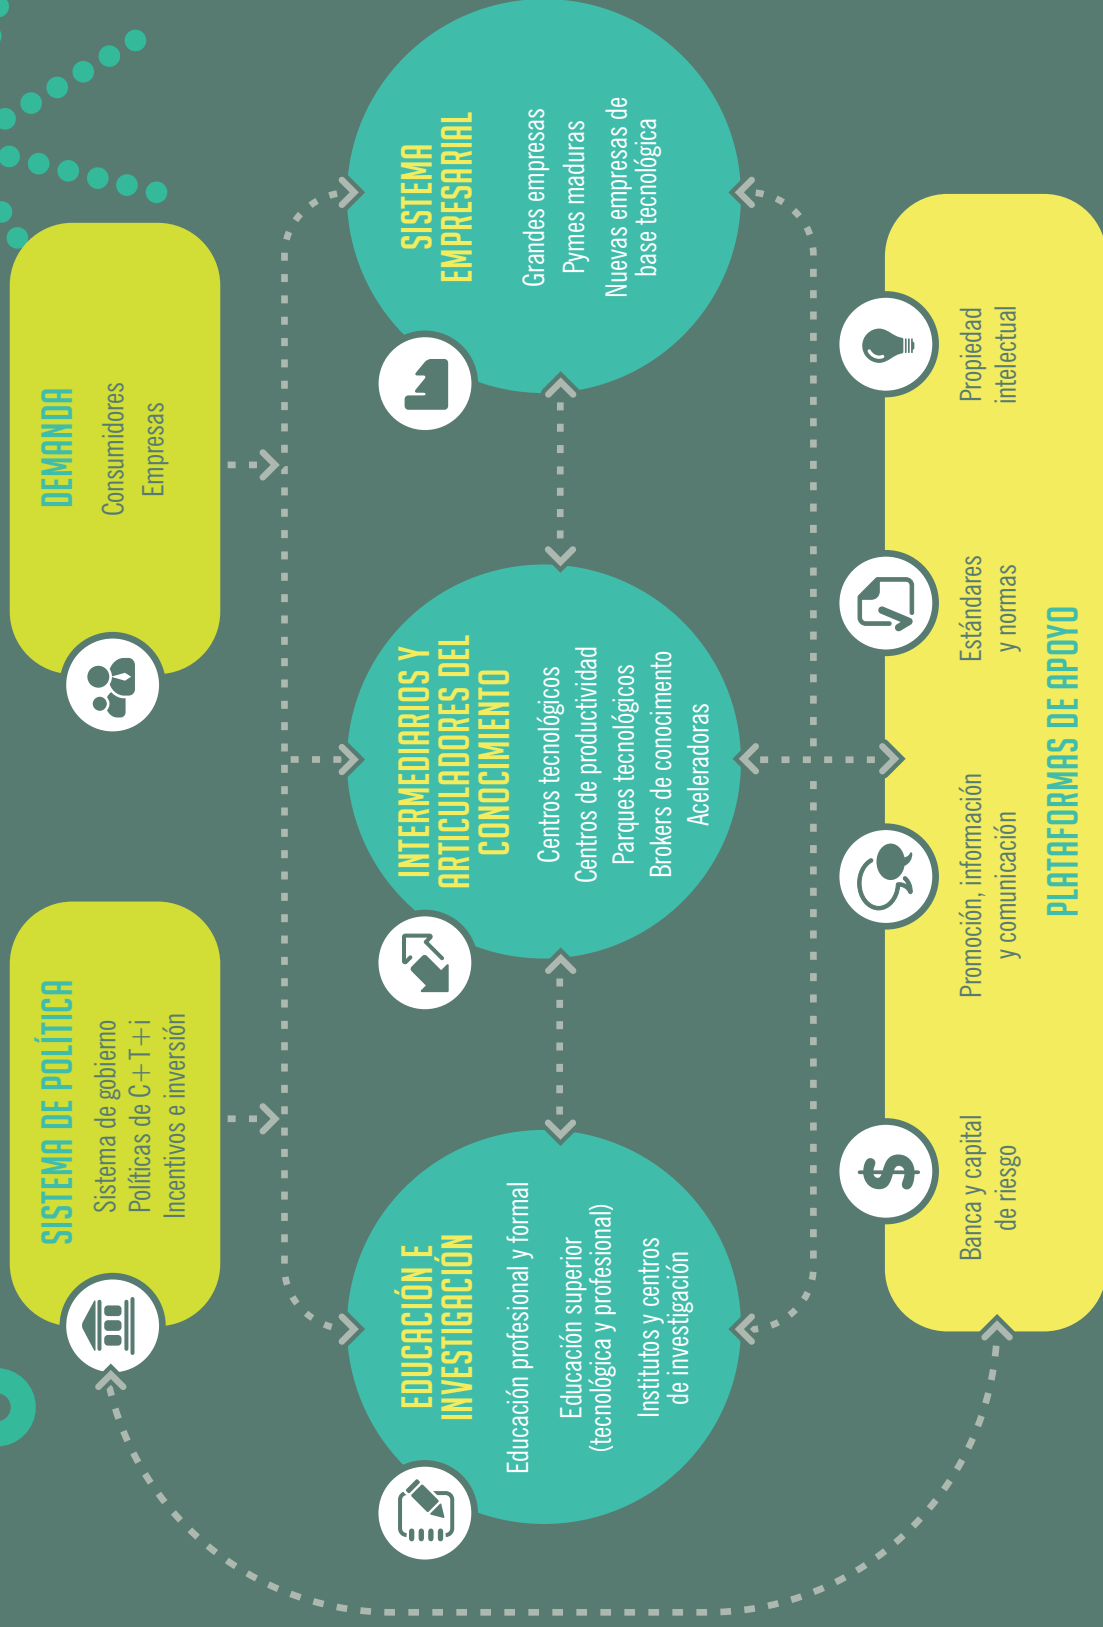 SISTEMA DE POLÍTICA
Sistema de gobierno
Políticas de C+T+i
Incentivos e inversión
DEMANDA
Consumidores
Empresas
EDUCACIÓN E
INVESTIGACIÓN
Educación profesional y formal
Educación superior
(tecnológica y profesional)
Institutos y centros
de investigación
INTERMEDIARIOS Y
ARTICULADORES DEL
CONOCIMIENTO
Centros tecnológicos
Centros de productividad
Parques tecnológicos
Brokers de conocimento
Aceleradoras
SISTEMA
EMPRESARIAL
Grandes empresas
Pymes maduras
Nuevas empresas de
base tecnológica
$
Banca y capital
de riesgo
Promoción, información
y comunicación
Estándares
y normas
Propiedad
intelectual
PLATAFORMAS DE APOYO